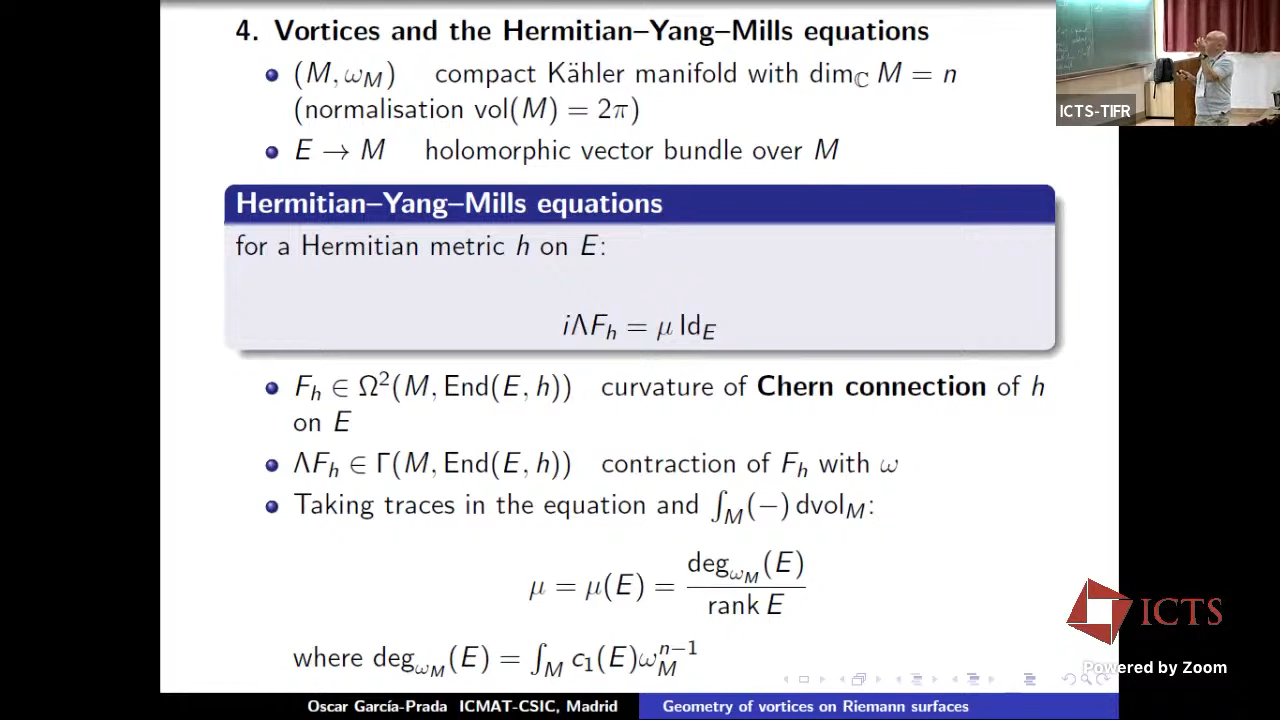 4. Vortices and the Hermitian–Yang–Mills equations
(M, ω_M) compact Kähler manifold with dim_ℂ M = n
(normalisation vol(M) = 2π)
E → M holomorphic vector bundle over M
Hermitian–Yang–Mills equations
for a Hermitian metric h on E:
iΛF_h = μ Id_E
F_h ∈ Ω²(M, End(E, h)) curvature of Chern connection of h
on E
ΛF_h ∈ Γ(M, End(E, h)) contraction of F_h with ω
Taking traces in the equation and ∫_M(−) dvol_M:
μ = μ(E) = deg_{ω_M}(E) / rank E
where deg_{ω_M}(E) = ∫_M c₁(E)ω_M^{n−1}
Oscar García-Prada ICMAT-CSIC, Madrid Geometry of vortices on Riemann surfaces
ICTS-TIFR
ICTS
Powered by Zoom